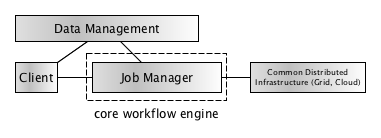 Data Management
Client
Job Manager
Common Distributed
Infrastructure (Grid, Cloud)
core workflow engine